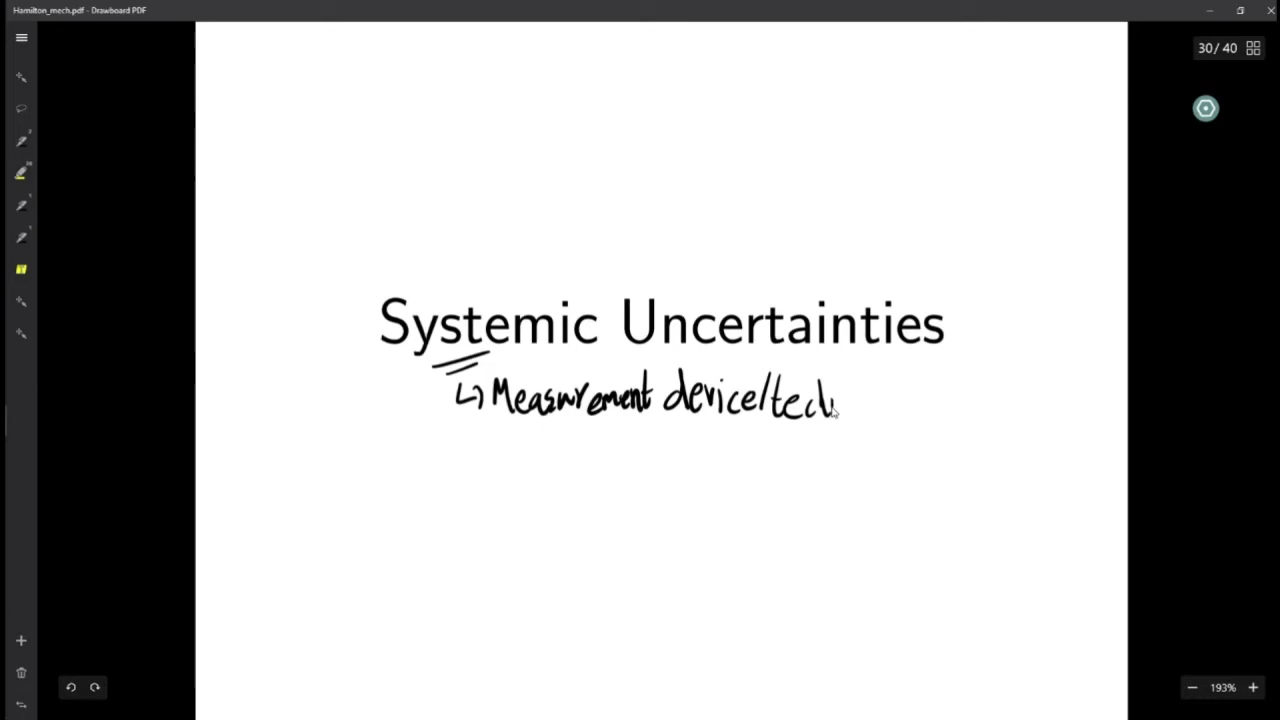 Hamilton_mech.pdf - Drawboard PDF
30/40
Systemic Uncertainties
↳ Measurement device/tech
193%